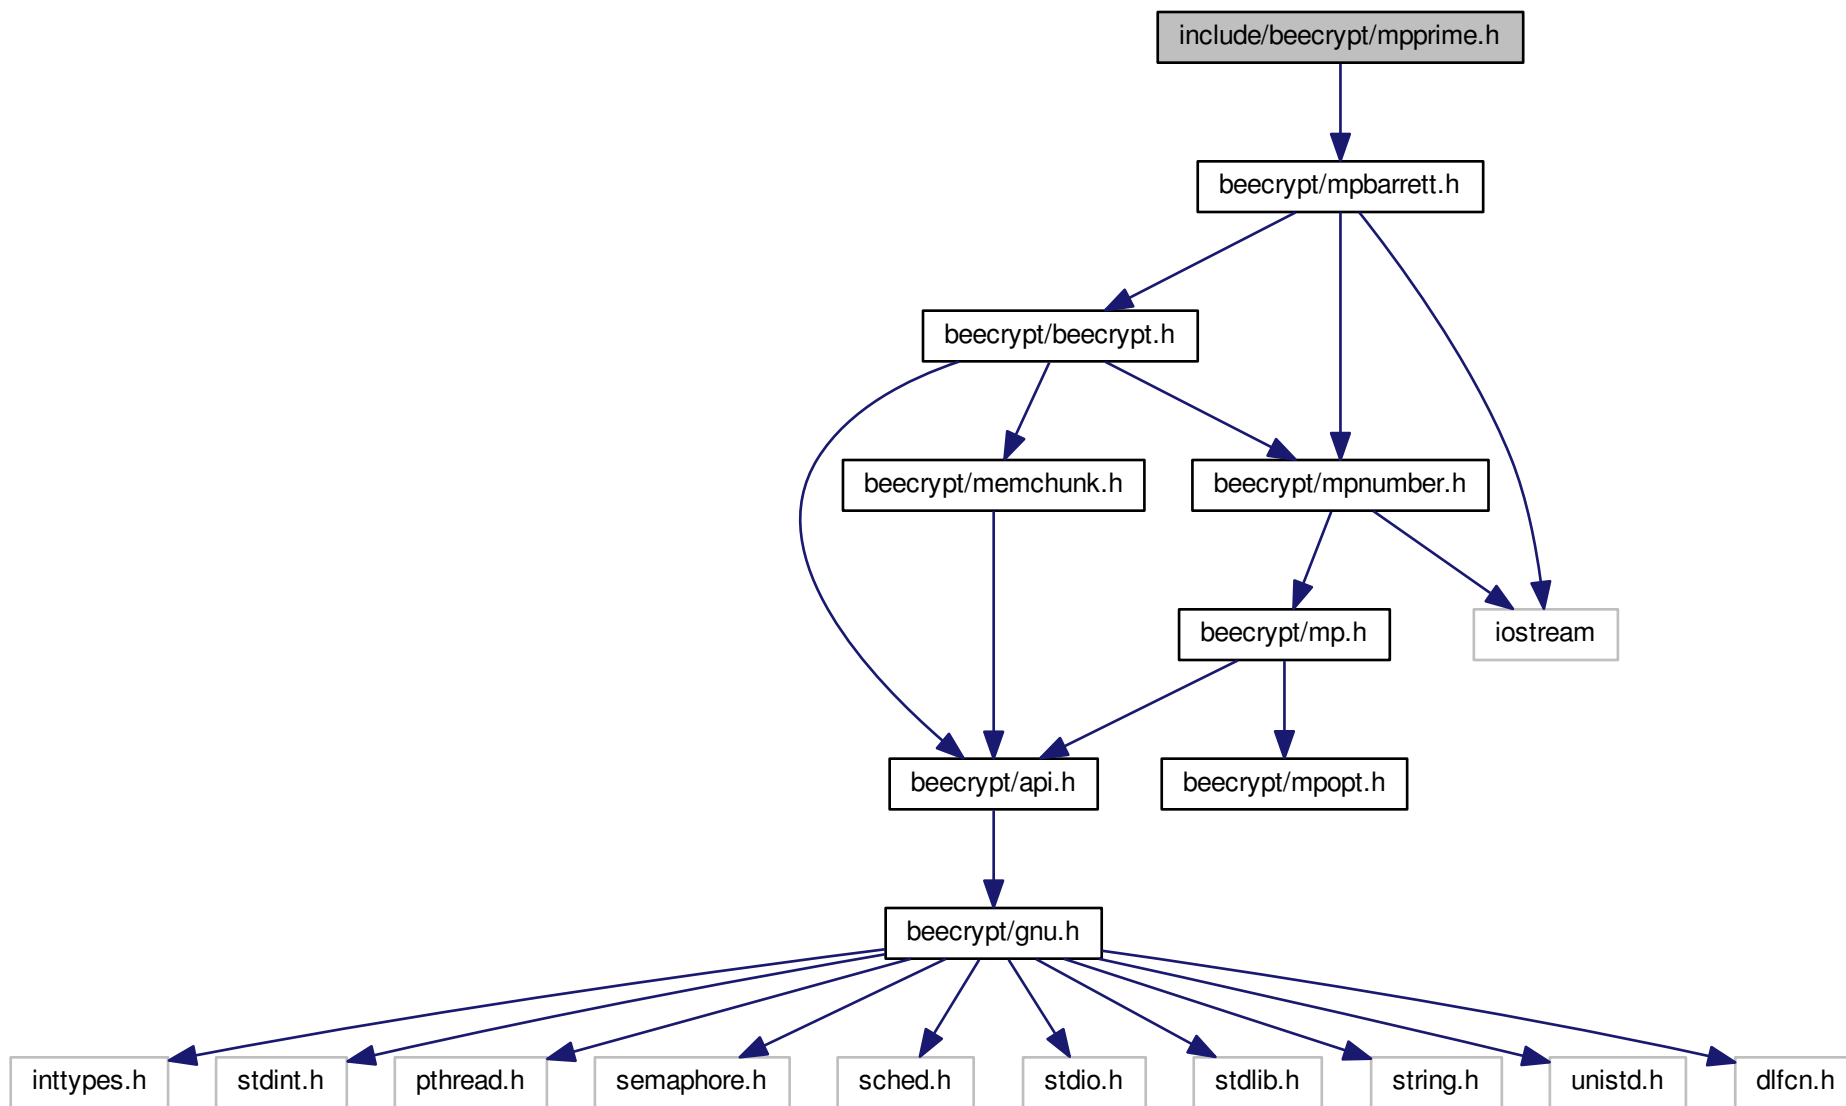 include/beecrypt/mpprime.h
beecrypt/mpbarrett.h
beecrypt/beecrypt.h
beecrypt/memchunk.h
beecrypt/mpnumber.h
beecrypt/mp.h
iostream
beecrypt/api.h
beecrypt/mpopt.h
beecrypt/gnu.h
inttypes.h
stdint.h
pthread.h
semaphore.h
sched.h
stdio.h
stdlib.h
string.h
unistd.h
dlfcn.h